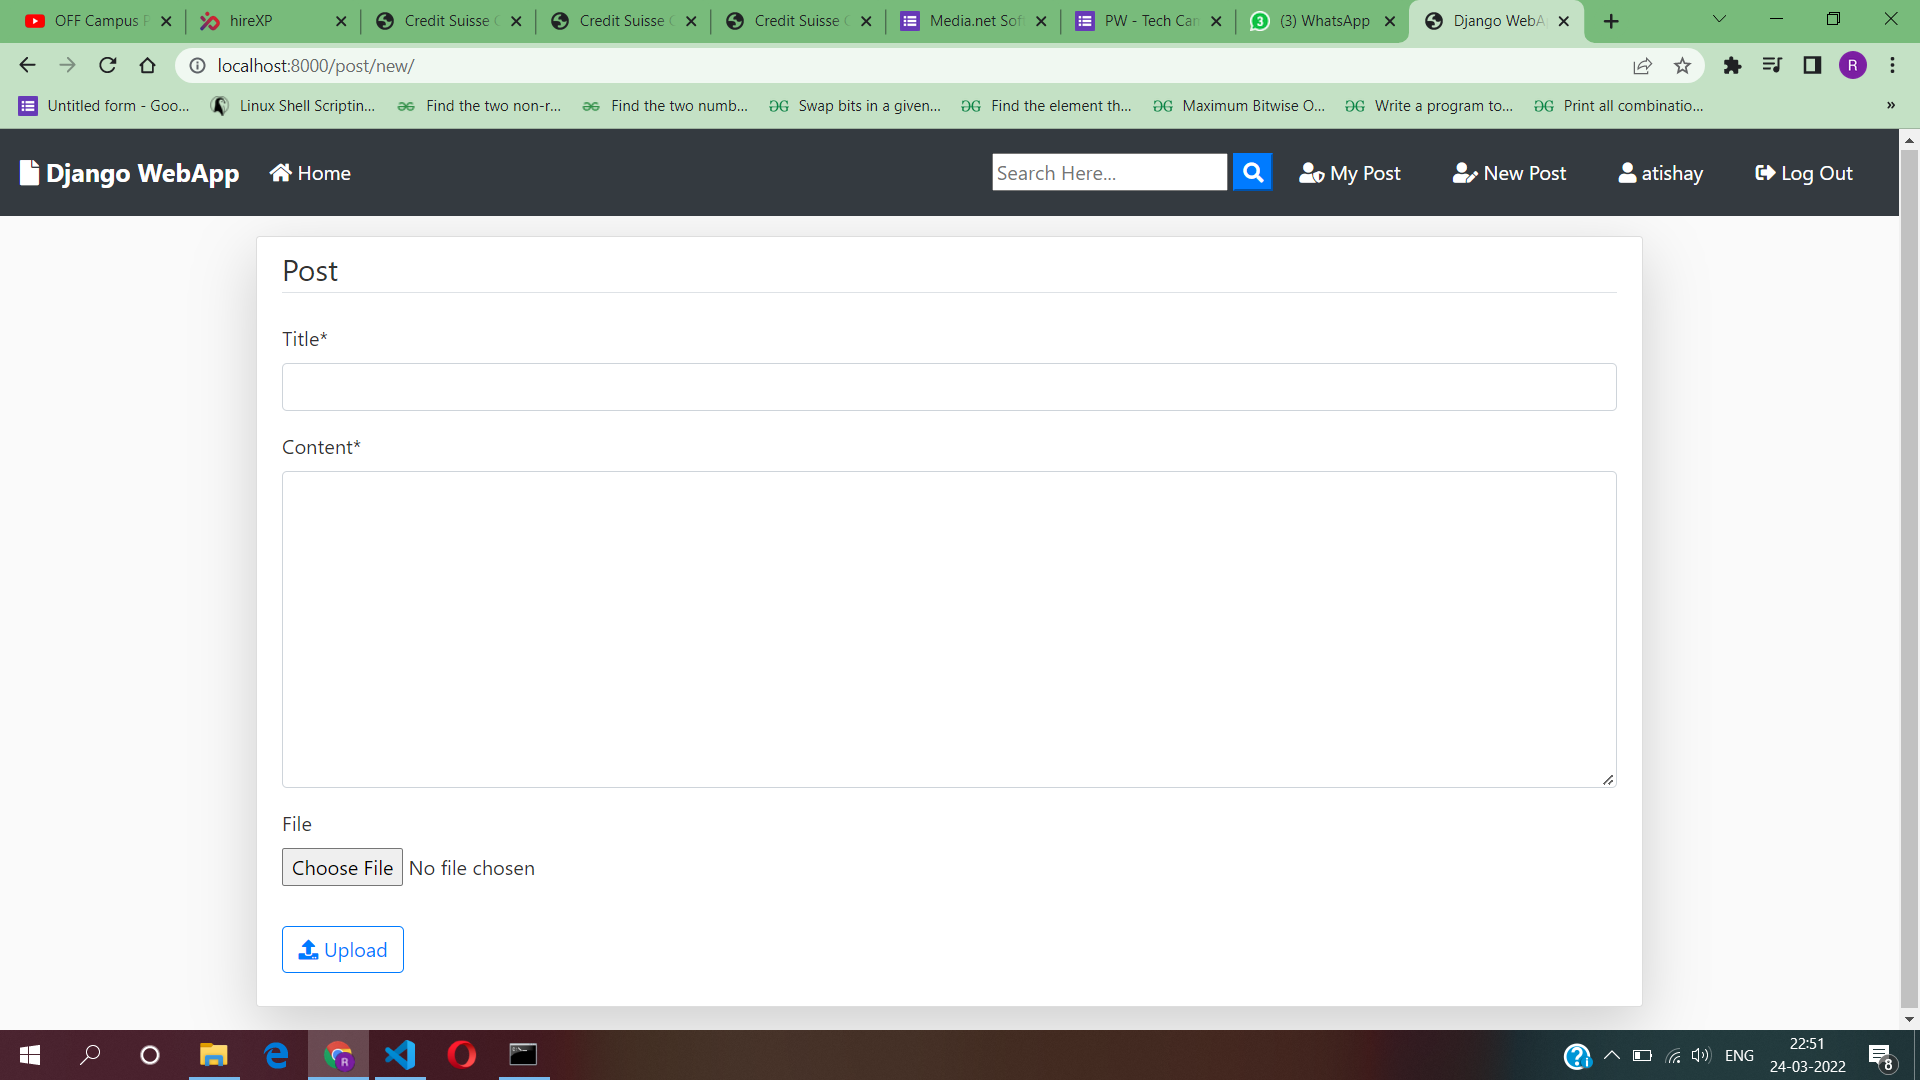 OFF Campus P
hireXP
Credit Suisse C
Credit Suisse C
Credit Suisse C
Media.net Soft
PW - Tech Can
(3) WhatsApp
Django WebA
localhost:8000/post/new/
R
Untitled form - Goo...
Linux Shell Scriptin...
Find the two non-r...
Find the two numb...
Swap bits in a given...
Find the element th...
Maximum Bitwise O...
Write a program to...
Print all combinatio...
»
Django WebApp
Home
Search Here...
My Post
New Post
atishay
Log Out
Post
Title*
Content*
File
Choose File No file chosen
Upload
ENG
22:51
24-03-2022
8